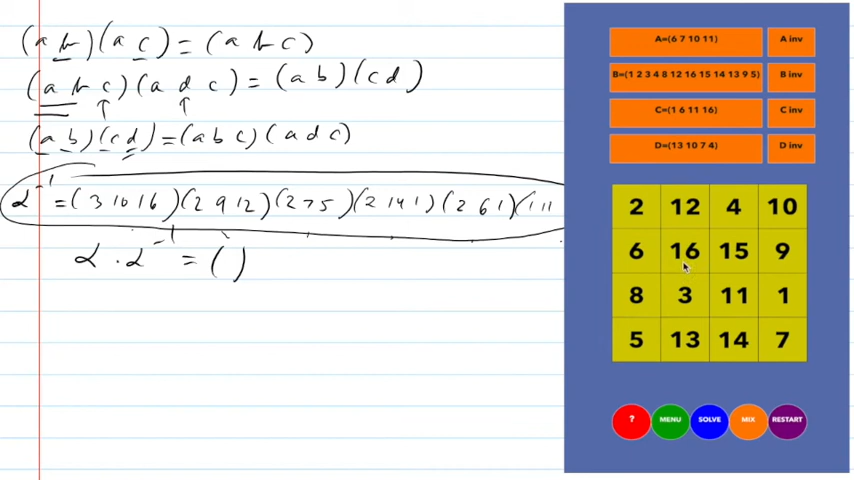 (a b)(a c)=(a b c)
(a b c)(a d c)=(a b)(c d)
(a b)(c d)=(a b c)(a d c)
α⁻¹=(3 10 16)(2 9 12)(2 7 5)(2 14 1)(2 6 1)(1 11
α·α⁻¹=()
A=(6 7 10 11) A inv
B=(1 2 3 4 8 12 16 15 14 13 9 5) B inv
C=(1 6 11 16) C inv
D=(13 10 7 4) D inv
2 12 4 10
6 16 15 9
8 3 11 1
5 13 14 7
? MENU SOLVE MIX RESTART